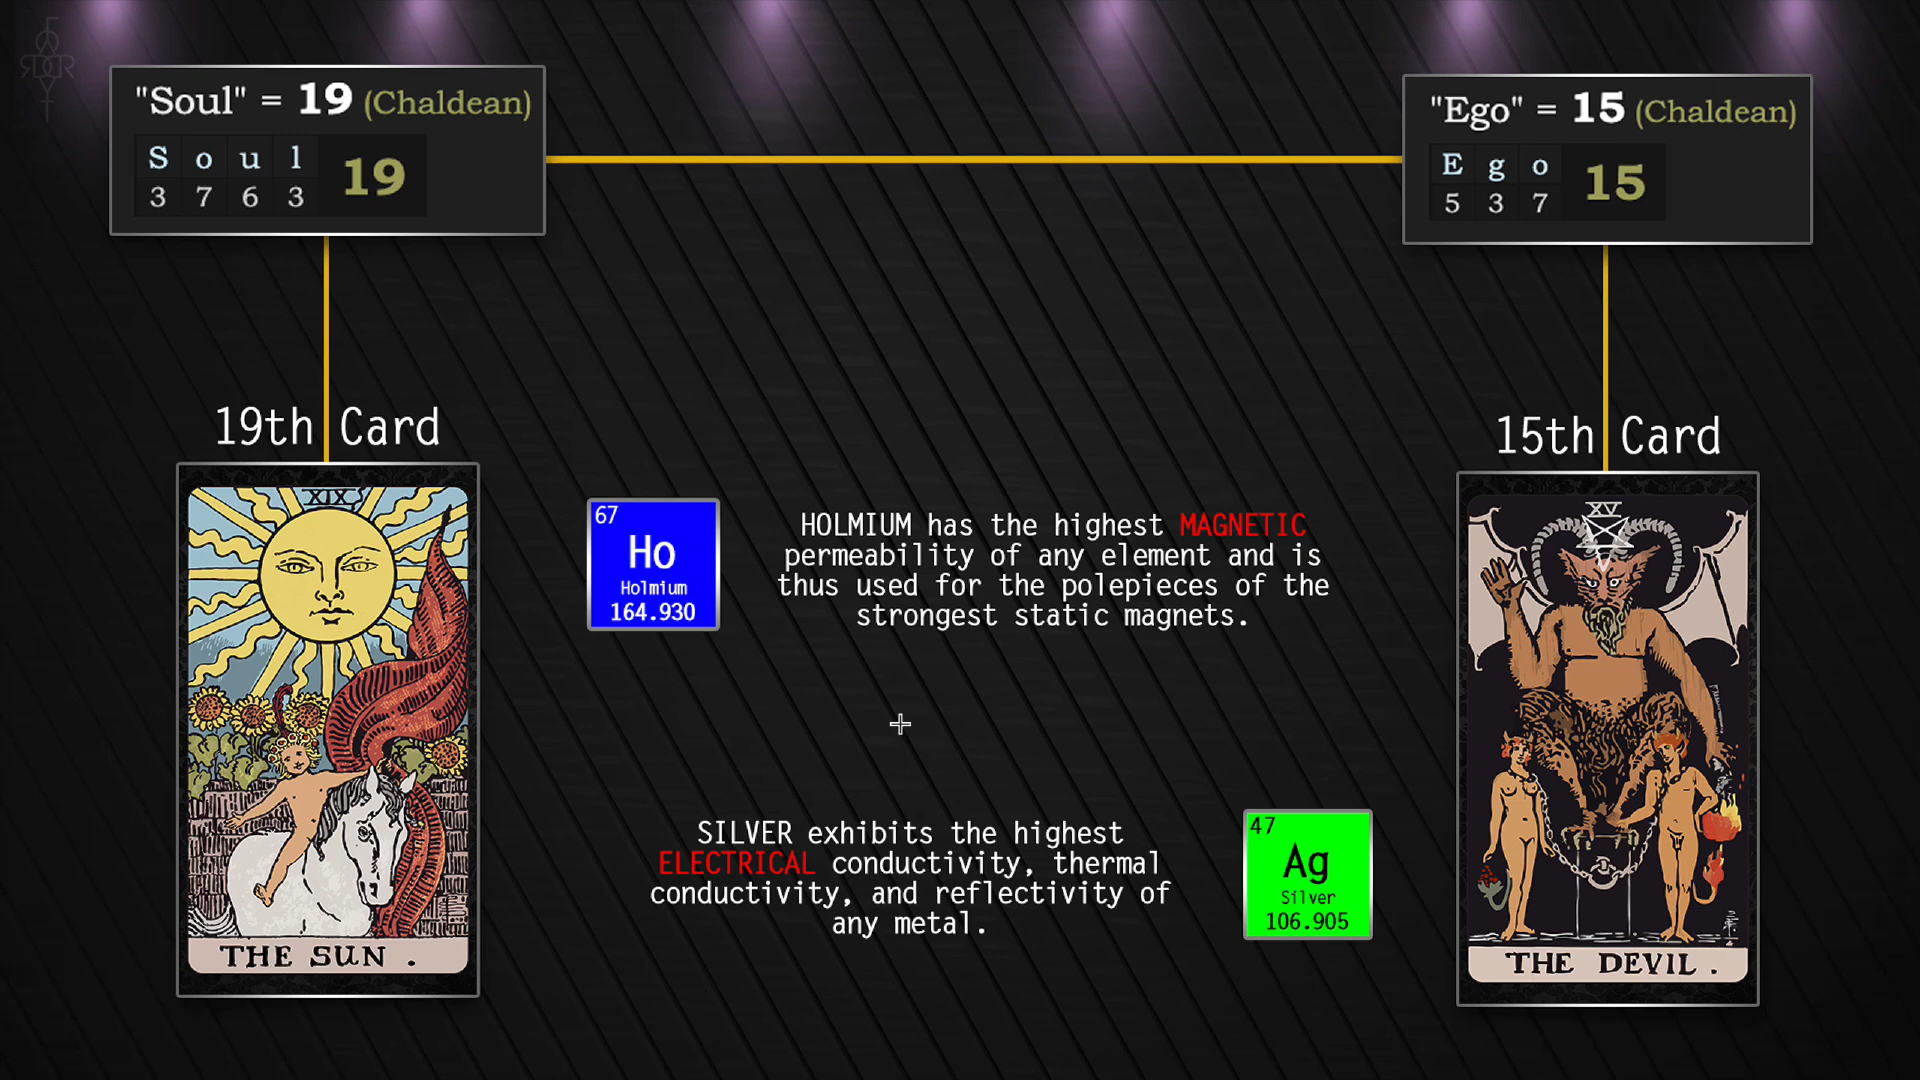 "Soul" = 19 (Chaldean)
S o u l 19
3 7 6 3
"Ego" = 15 (Chaldean)
E g o 15
5 3 7
19th Card
15th Card
XIX
THE SUN .
67
Ho
Holmium
164.930
HOLMIUM has the highest MAGNETIC
permeability of any element and is
thus used for the polepieces of the
strongest static magnets.
SILVER exhibits the highest
ELECTRICAL conductivity, thermal
conductivity, and reflectivity of
any metal.
47
Ag
Silver
106.905
XV
THE DEVIL .